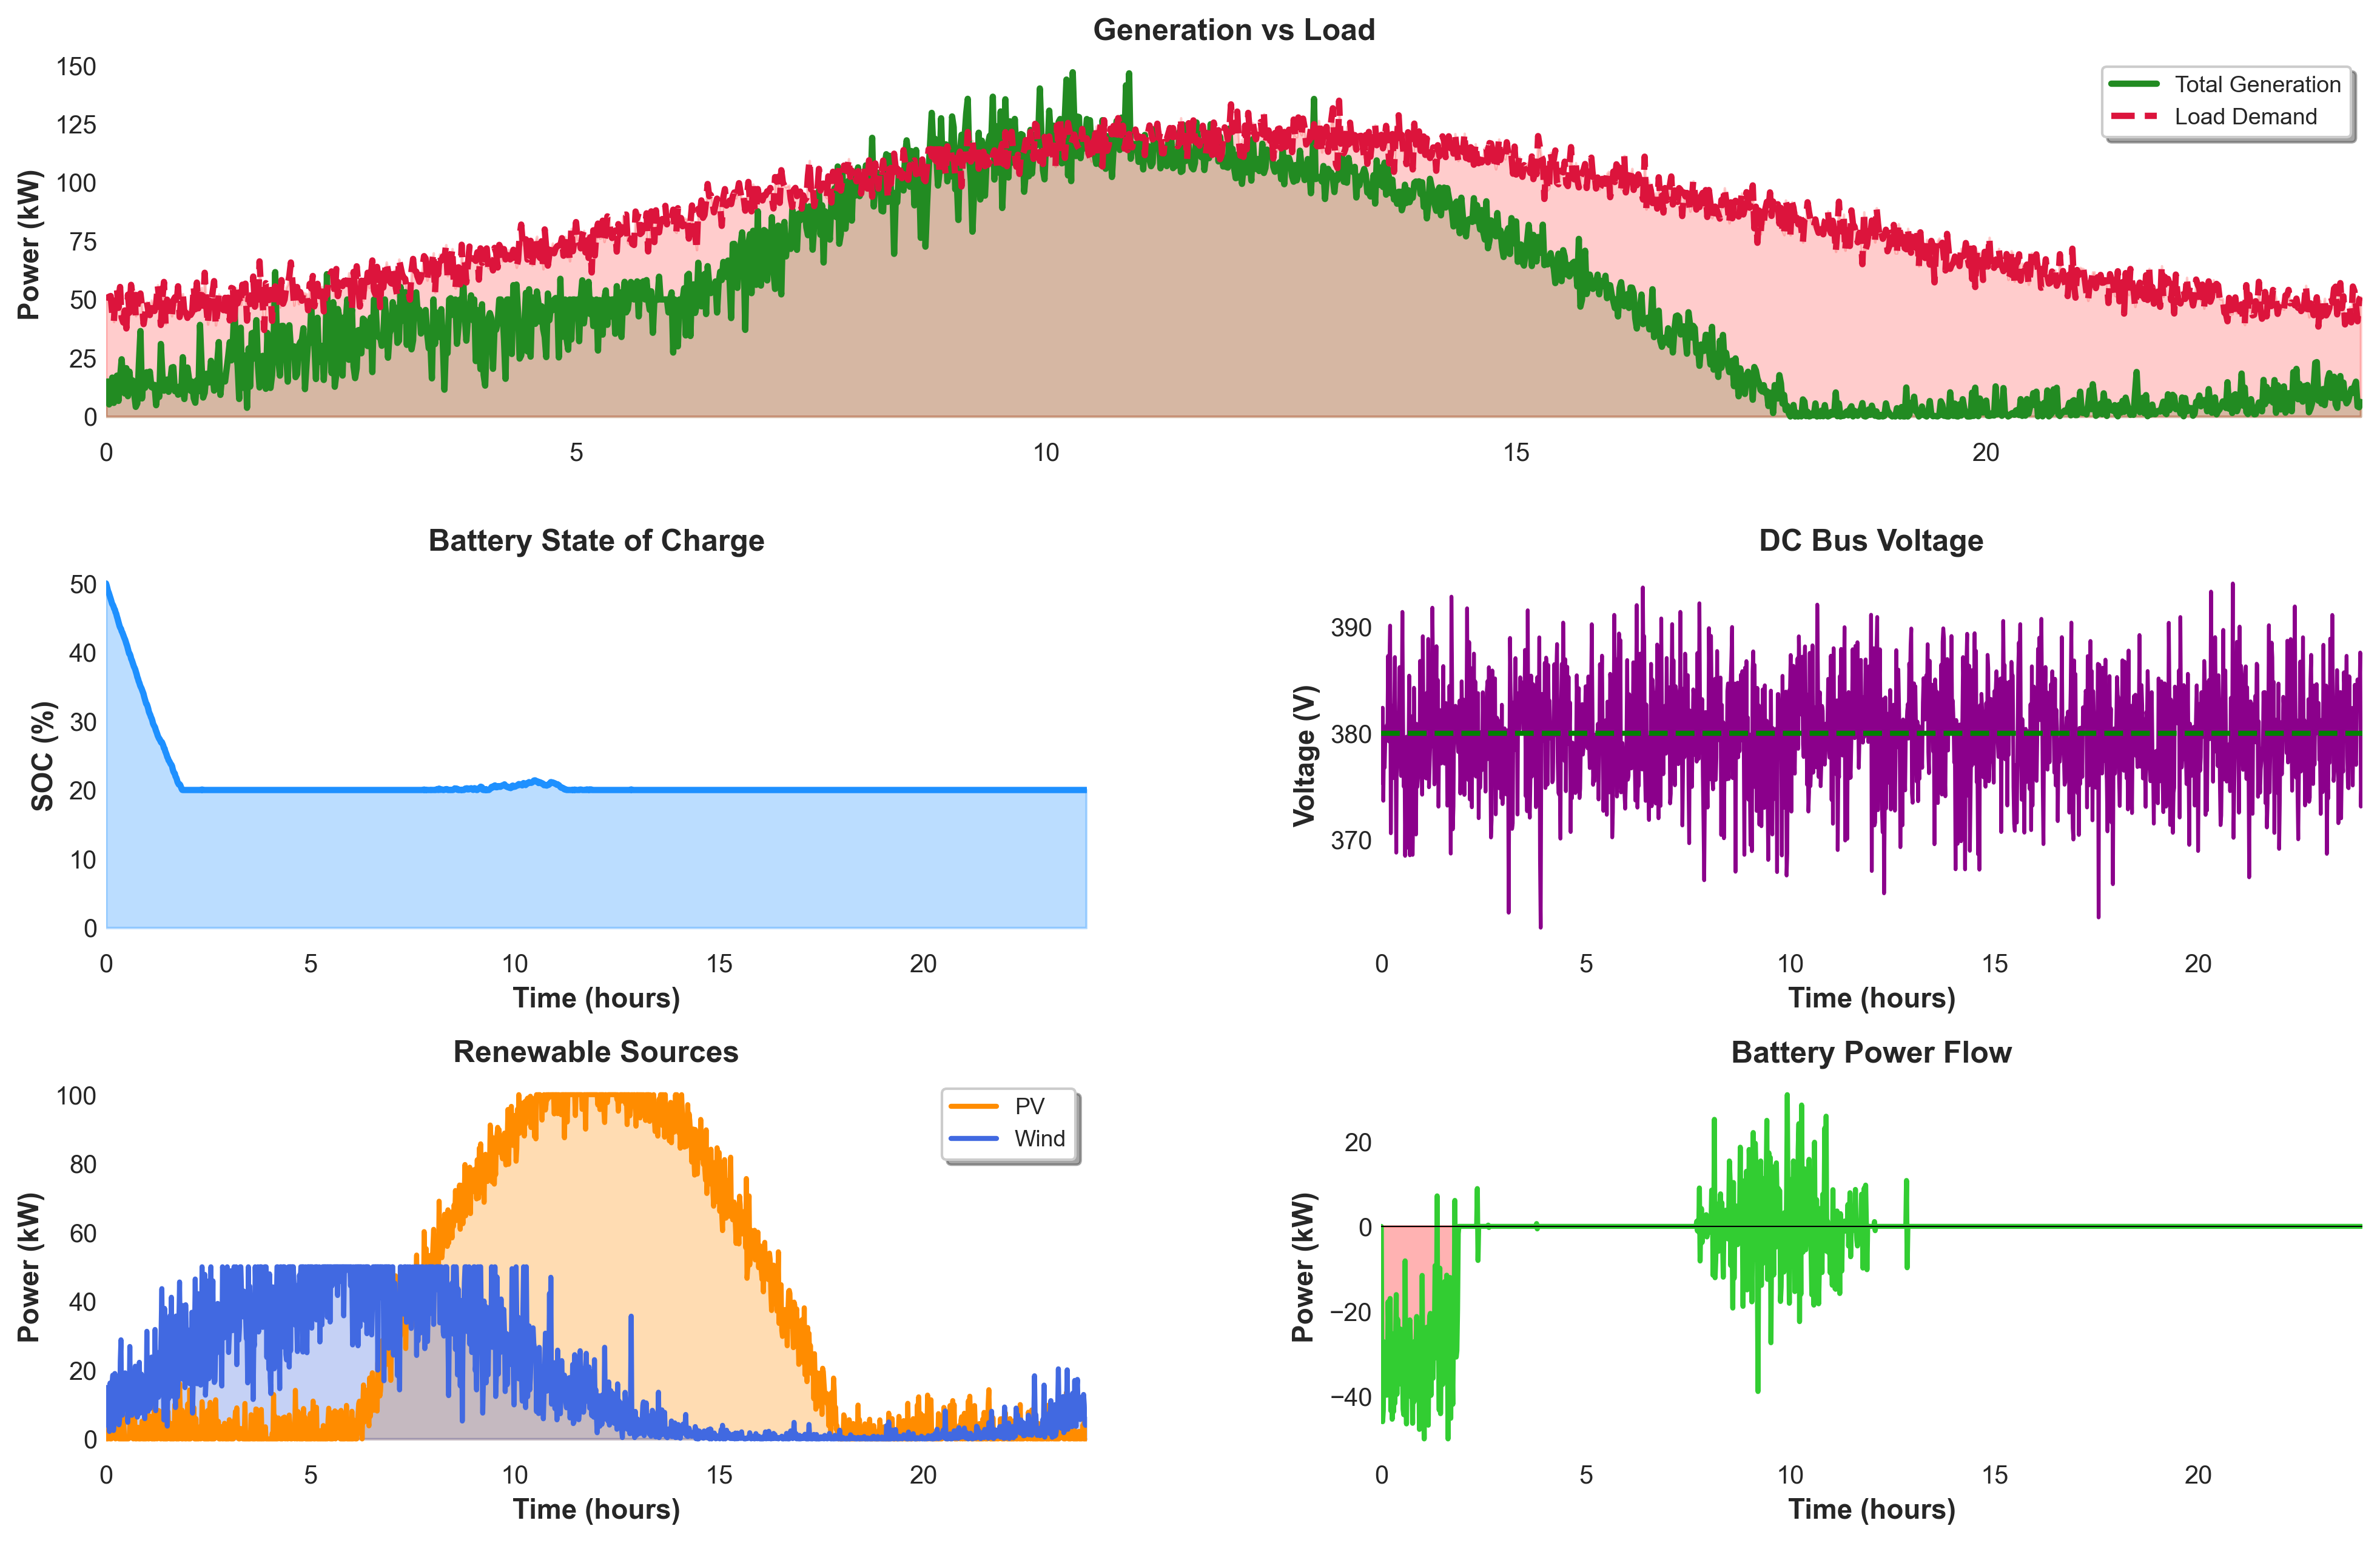 Generation vs Load
Power (kW)
150
125
100
75
50
25
0
0 5 10 15 20
Total Generation
Load Demand
Battery State of Charge
SOC (%)
50
40
30
20
10
0
0 5 10 15 20
Time (hours)
DC Bus Voltage
Voltage (V)
390
380
370
0 5 10 15 20
Time (hours)
Renewable Sources
Power (kW)
100
80
60
40
20
0
0 5 10 15 20
Time (hours)
PV
Wind
Battery Power Flow
Power (kW)
20
0
−20
−40
0 5 10 15 20
Time (hours)